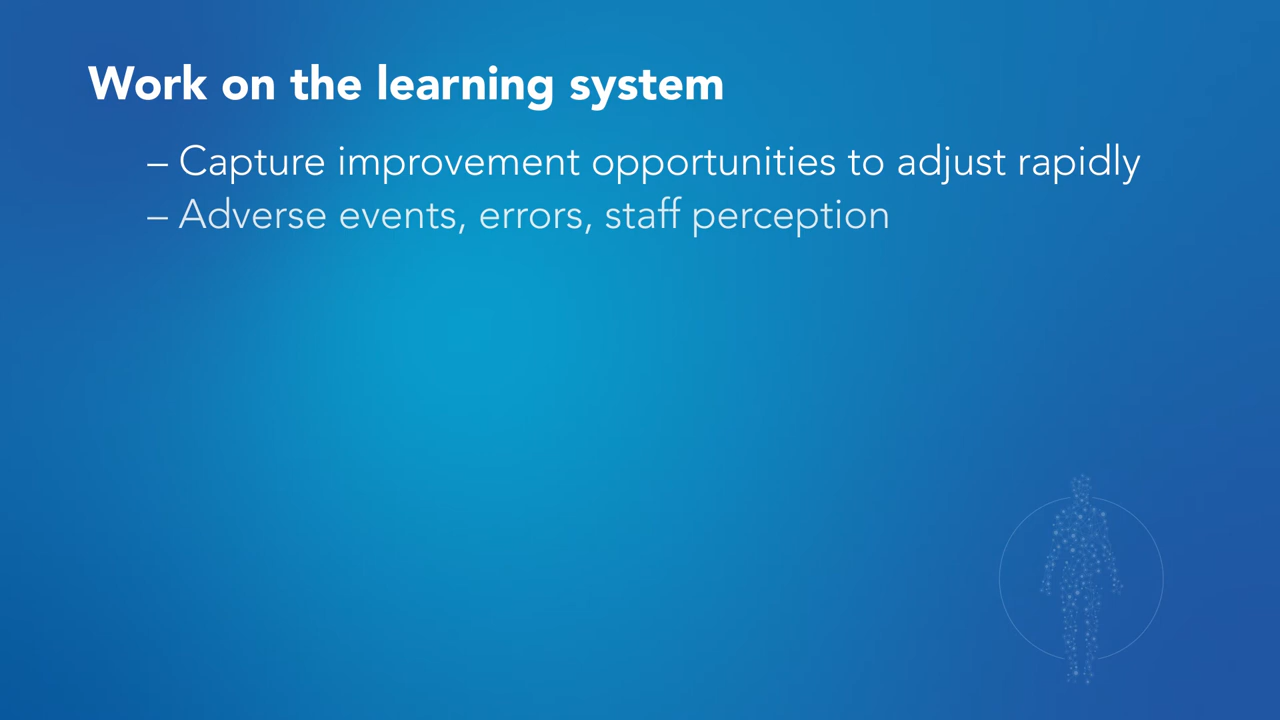 Work on the learning system
– Capture improvement opportunities to adjust rapidly
– Adverse events, errors, staff perception